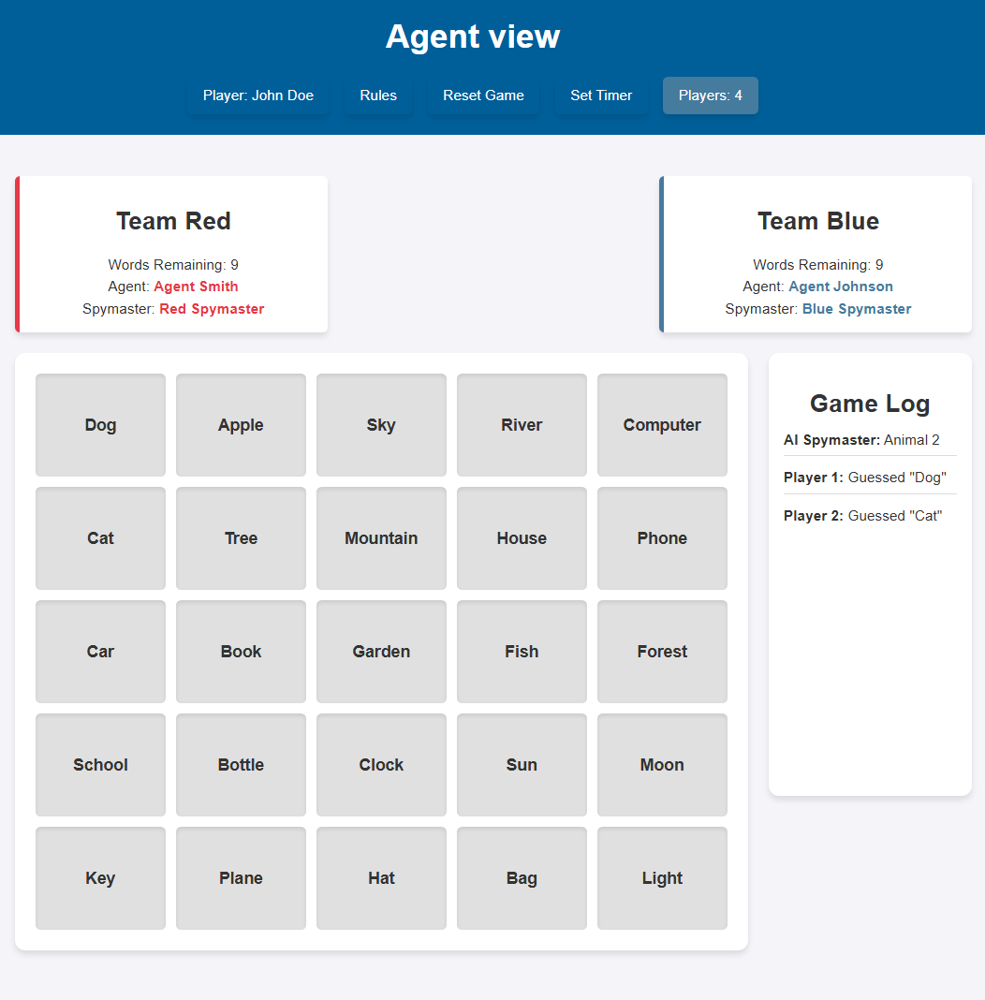 Agent view
Player: John Doe
Rules
Reset Game
Set Timer
Players: 4
Team Red
Words Remaining: 9
Agent: Agent Smith
Spymaster: Red Spymaster
Team Blue
Words Remaining: 9
Agent: Agent Johnson
Spymaster: Blue Spymaster
Dog
Apple
Sky
River
Computer
Cat
Tree
Mountain
House
Phone
Car
Book
Garden
Fish
Forest
School
Bottle
Clock
Sun
Moon
Key
Plane
Hat
Bag
Light
Game Log
AI Spymaster: Animal 2
Player 1: Guessed "Dog"
Player 2: Guessed "Cat"